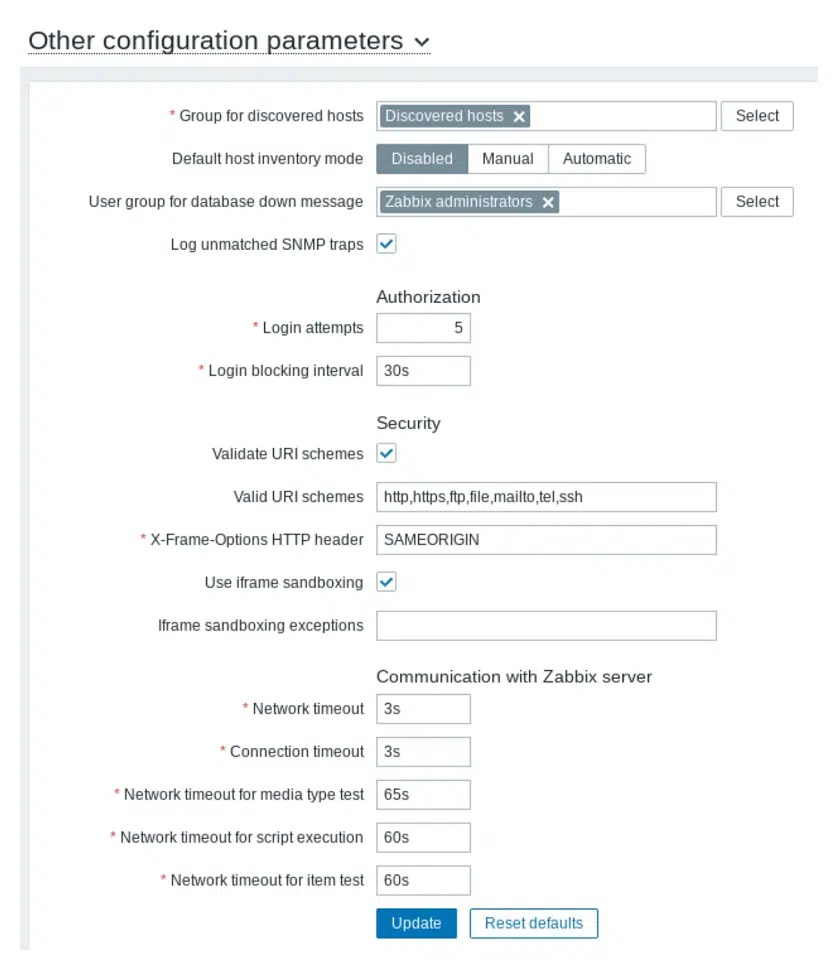 Other configuration parameters
* Group for discovered hosts Discovered hosts Select
Default host inventory mode Disabled Manual Automatic
User group for database down message Zabbix administrators Select
Log unmatched SNMP traps
Authorization
* Login attempts 5
* Login blocking interval 30s
Security
Validate URI schemes
Valid URI schemes http,https,ftp,file,mailto,tel,ssh
* X-Frame-Options HTTP header SAMEORIGIN
Use iframe sandboxing
Iframe sandboxing exceptions
Communication with Zabbix server
* Network timeout 3s
* Connection timeout 3s
* Network timeout for media type test 65s
* Network timeout for script execution 60s
* Network timeout for item test 60s
Update Reset defaults